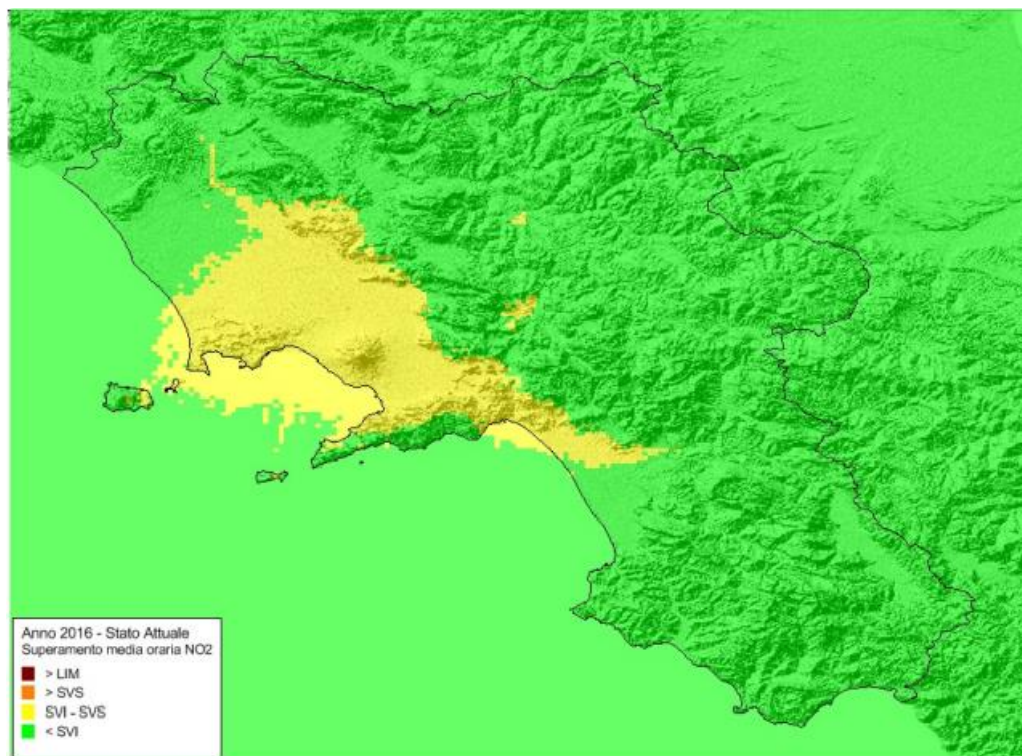 Anno 2016 - Stato Attuale
Superamento media oraria NO2
> LIM
> SVS
SVI - SVS
< SVI